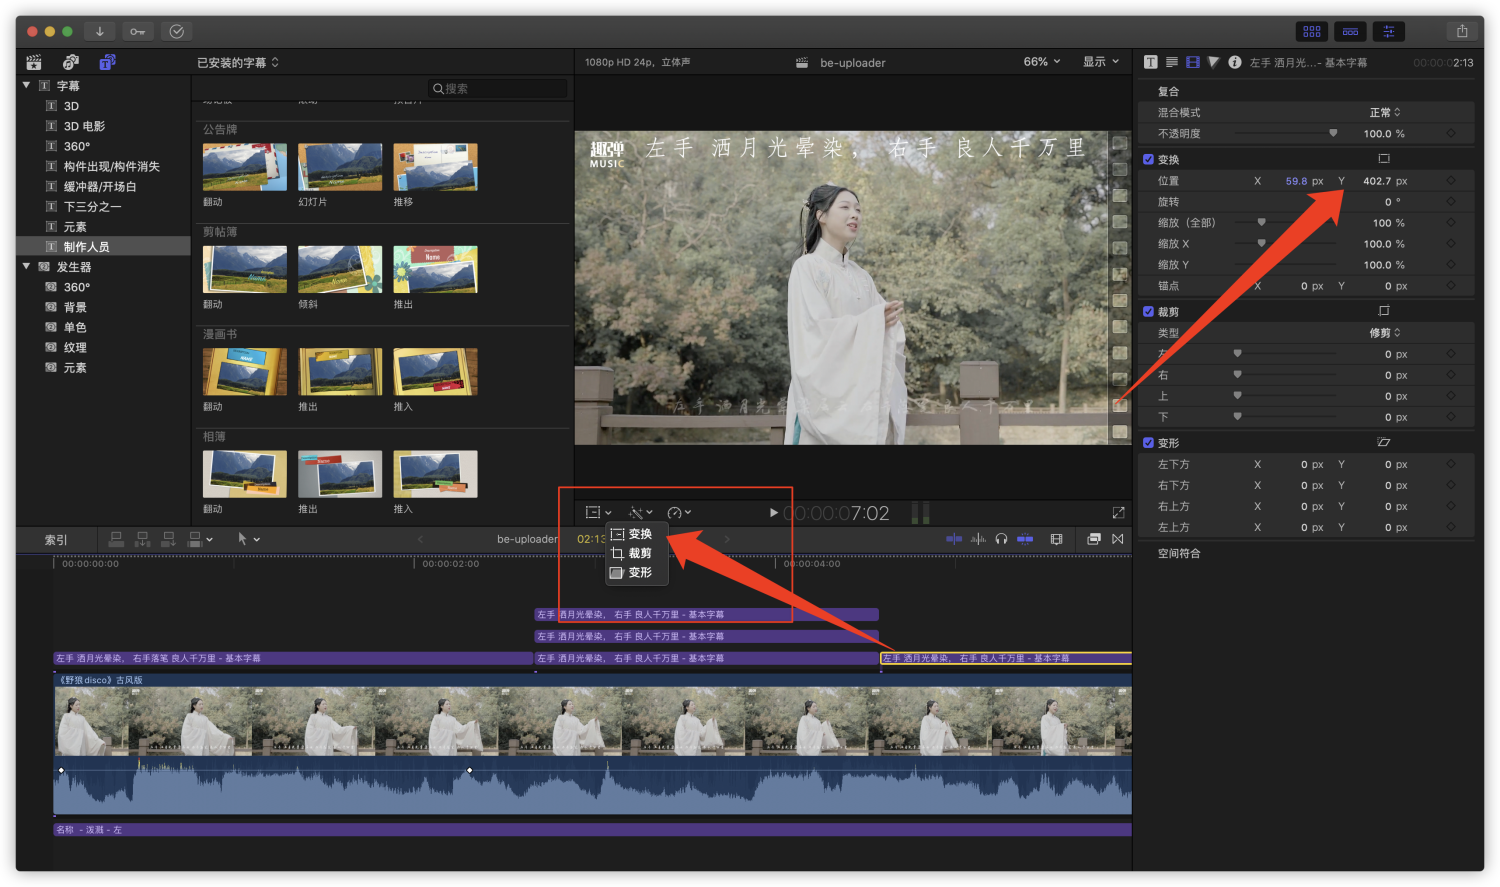 已安装的字幕
1080p HD 24p，立体声
be-uploader
66%
显示
左手 洒月光...- 基本字幕
00:00:02:13
字幕
3D
3D 电影
360°
构件出现/构件消失
缓冲器/开场白
下三分之一
元素
制作人员
发生器
360°
背景
单色
纹理
元素
搜索
公告牌
翻动
幻灯片
推移
剪帖簿
翻动
倾斜
推出
漫画书
翻动
推出
推入
相簿
翻动
推出
推入
趣弹
MUSIC
左手 洒月光晕染， 右手 良人千万里
复合
混合模式
正常
不透明度
100.0 %
变换
位置
X 59.8 px Y 402.7 px
旋转
0 °
缩放（全部）
100 %
缩放 X
100.0 %
缩放 Y
100.0 %
锚点
X 0 px Y 0 px
裁剪
类型
修剪
左
0 px
右
0 px
上
0 px
下
0 px
变形
左下方
X 0 px Y 0 px
右下方
X 0 px Y 0 px
右上方
X 0 px Y 0 px
左上方
X 0 px Y 0 px
空间符合
00:00:07:02
索引
be-uploader
02:13
变换
裁剪
变形
00:00:00:00
00:00:02:00
00:00:04:00
左手 洒月光晕染， 右手 良人千万里 - 基本字幕
左手 洒月光晕染， 右手 良人千万里 - 基本字幕
左手 洒月光晕染， 右手落笔 良人千万里 - 基本字幕
左手 洒月光晕染， 右手 良人千万里 - 基本字幕
左手 洒月光晕染， 右手 良人千万里 - 基本字幕
《野狼disco》古风版
名称 - 泼溅 - 左